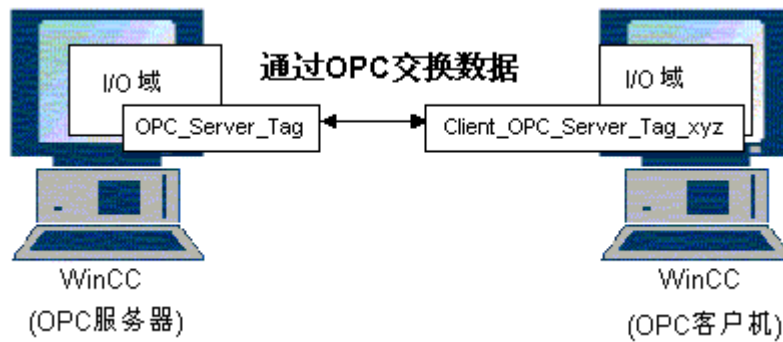 通过OPC交换数据
I/O 域
OPC_Server_Tag
I/O 域
Client_OPC_Server_Tag_xyz
WinCC
(OPC服务器)
WinCC
(OPC客户机)